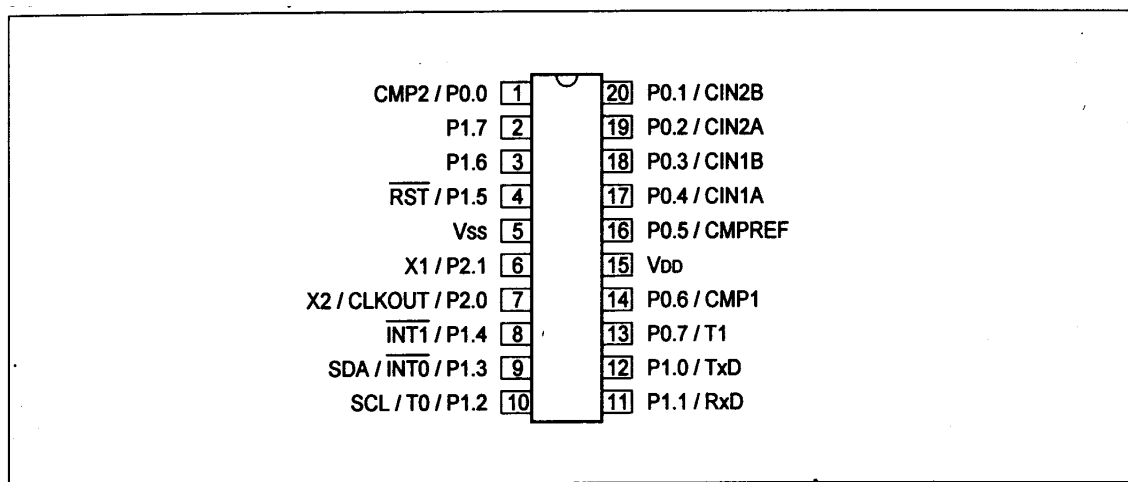 CMP2 / P0.0 1 20 P0.1 / CIN2B
P1.7 2 19 P0.2 / CIN2A
P1.6 3 18 P0.3 / CIN1B
R̅S̅T̅ / P1.5 4 17 P0.4 / CIN1A
VSS 5 16 P0.5 / CMPREF
X1 / P2.1 6 15 VDD
X2 / CLKOUT / P2.0 7 14 P0.6 / CMP1
I̅N̅T̅1̅ / P1.4 8 13 P0.7 / T1
SDA / I̅N̅T̅0̅ / P1.3 9 12 P1.0 / TxD
SCL / T0 / P1.2 10 11 P1.1 / RxD